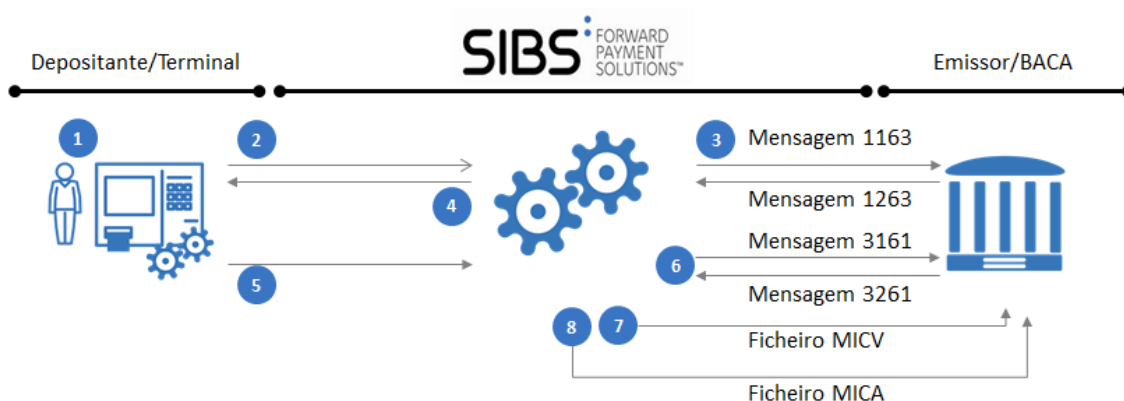 SIBS FORWARD
PAYMENT
SOLUTIONS™
Depositante/Terminal
Emissor/BACA
1
2
3
Mensagem 1163
4
Mensagem 1263
Mensagem 3161
5
6
Mensagem 3261
8
7
Ficheiro MICV
Ficheiro MICA